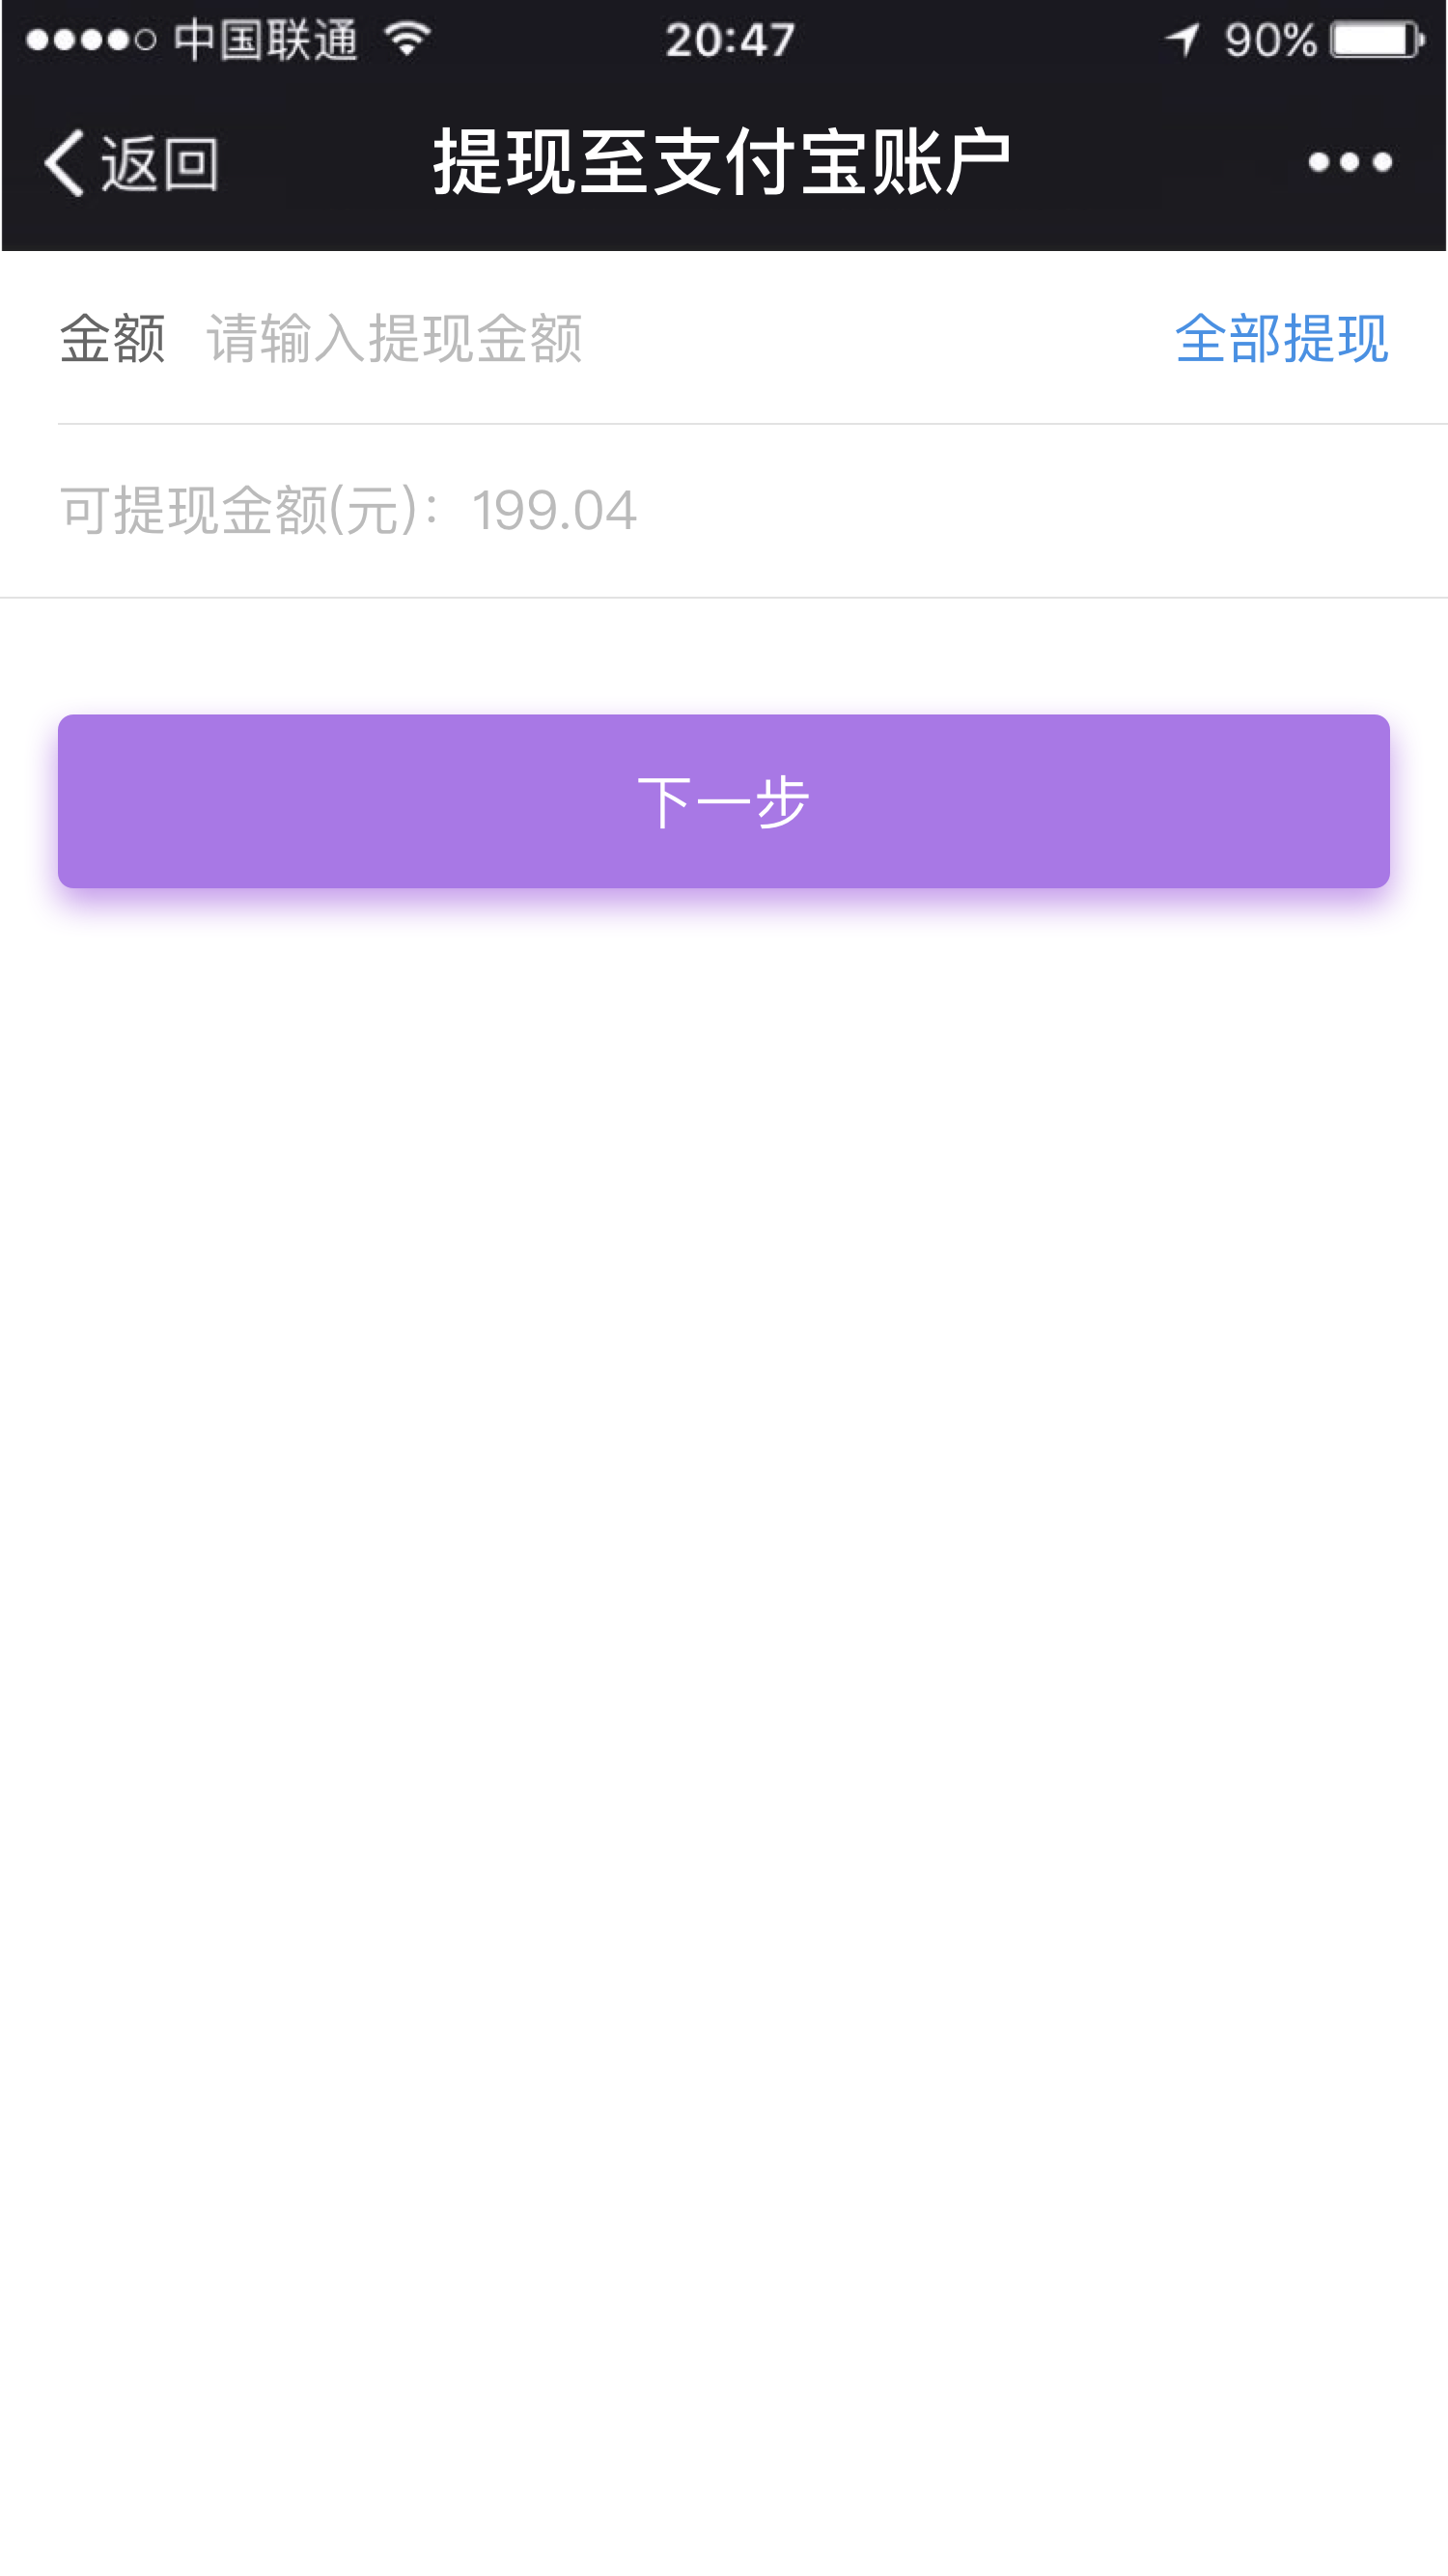 中国联通 20:47 90%
返回 提现至支付宝账户
金额 请输入提现金额 全部提现
可提现金额(元)：199.04
下一步